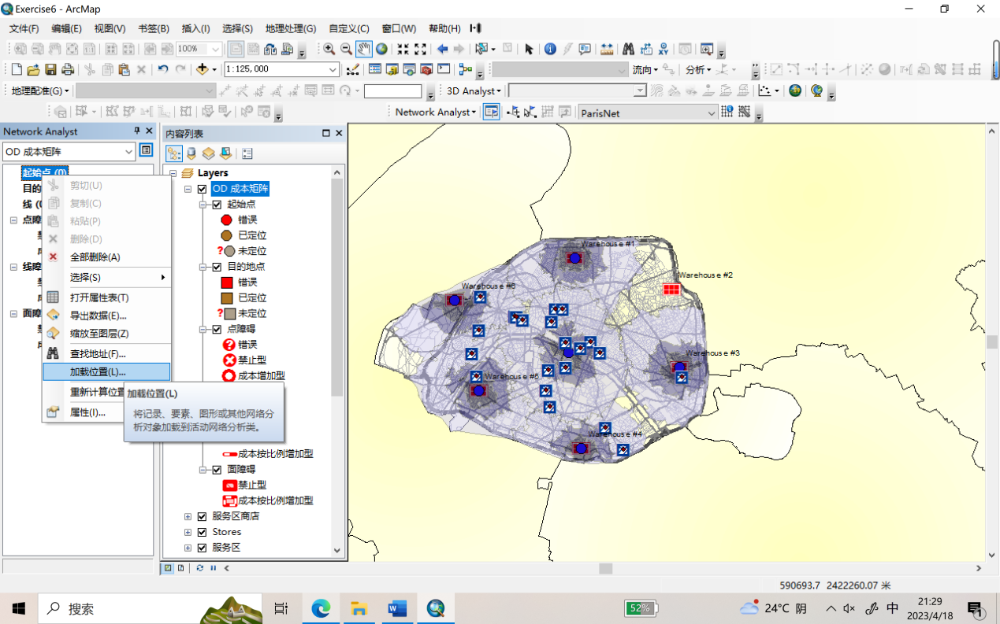 Exercise6 - ArcMap
文件(F) 编辑(E) 视图(V) 书签(B) 插入(I) 选择(S) 地理处理(G) 自定义(C) 窗口(W) 帮助(H)
100%
1:125,000
流向 分析
地理配准(G) 3D Analyst
Network Analyst ParisNet
Network Analyst
OD 成本矩阵
起始点 (0)
目的
线 (
点障
线障
面障
剪切(U)
复制(C)
粘贴(P)
删除(D)
全部删除(A)
选择(S)
打开属性表(T)
导出数据(E)...
缩放至图层(Z)
查找地址(F)...
加载位置(L)...
重新计算位置
属性(I)...
加载位置(L)
将记录、要素、图形或其他网络分
析对象加载到活动网络分析类。
内容列表
Layers
OD 成本矩阵
起始点
错误
已定位
未定位
目的地点
错误
已定位
未定位
点障碍
错误
禁止型
成本增加型
成本按比例增加型
面障碍
禁止型
成本按比例增加型
服务区商店
Stores
服务区
Warehouse #1
Warehouse #2
Warehouse #6
Warehouse #3
Warehouse #5
Warehouse #4
590693.7 2422260.07 米
搜索
52%
24°C 阴
中
21:29
2023/4/18
1